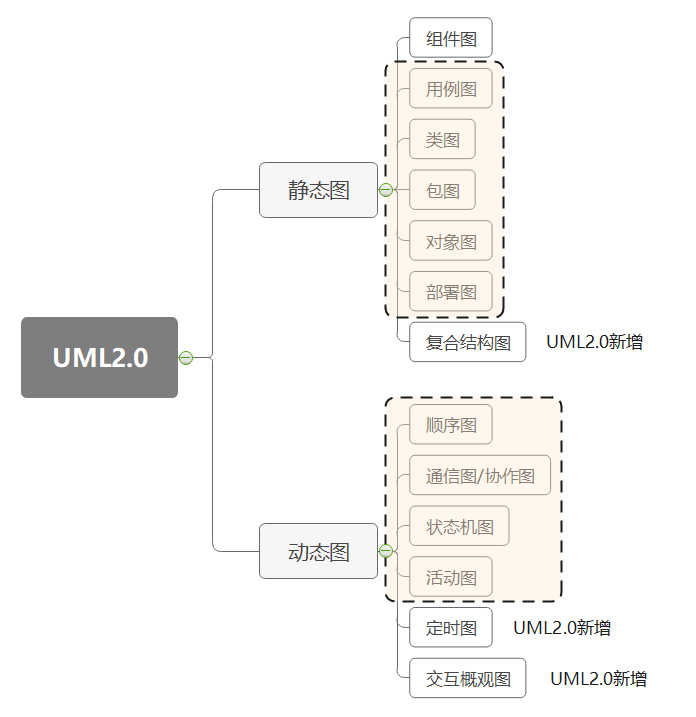 组件图
用例图
类图
静态图
包图
对象图
部署图
复合结构图 UML2.0新增
UML2.0
顺序图
通信图/协作图
状态机图
动态图
活动图
定时图 UML2.0新增
交互概观图 UML2.0新增